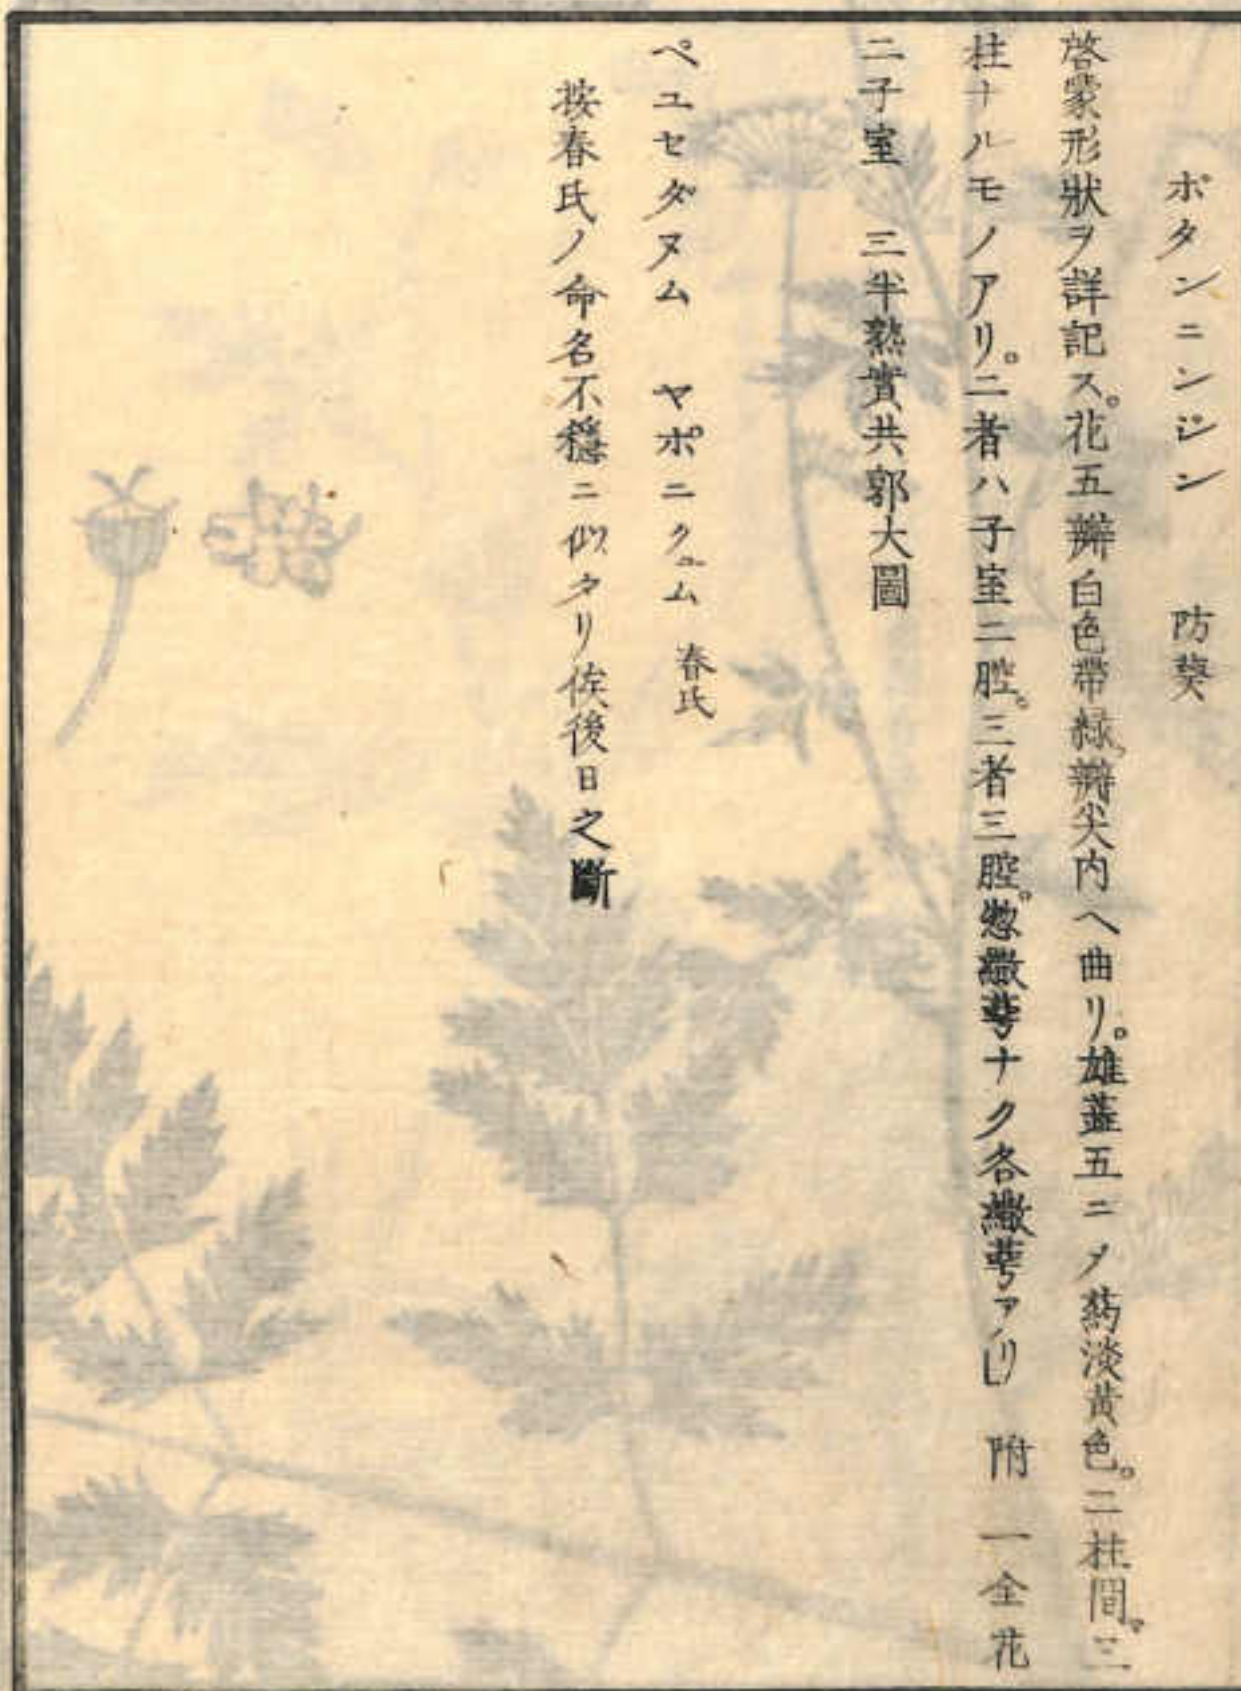 ボタンニンジン　防葵
啓蒙形狀ヲ詳記ス。花五瓣白色帶緑、瓣尖内ヘ曲リ。雄蕋五ニメ葯淡黄色。二柱間、三
柱ナルモノアリ。二者ハ子室二腔。三者三腔。惣繖萼ナク各繖萼アリ　附　一全花
二子室　三半熟實共郭大圖
ペユセダヌム　ヤポニクュム　春氏
按春氏ノ命名不穩ニ似タリ俟後日之斷